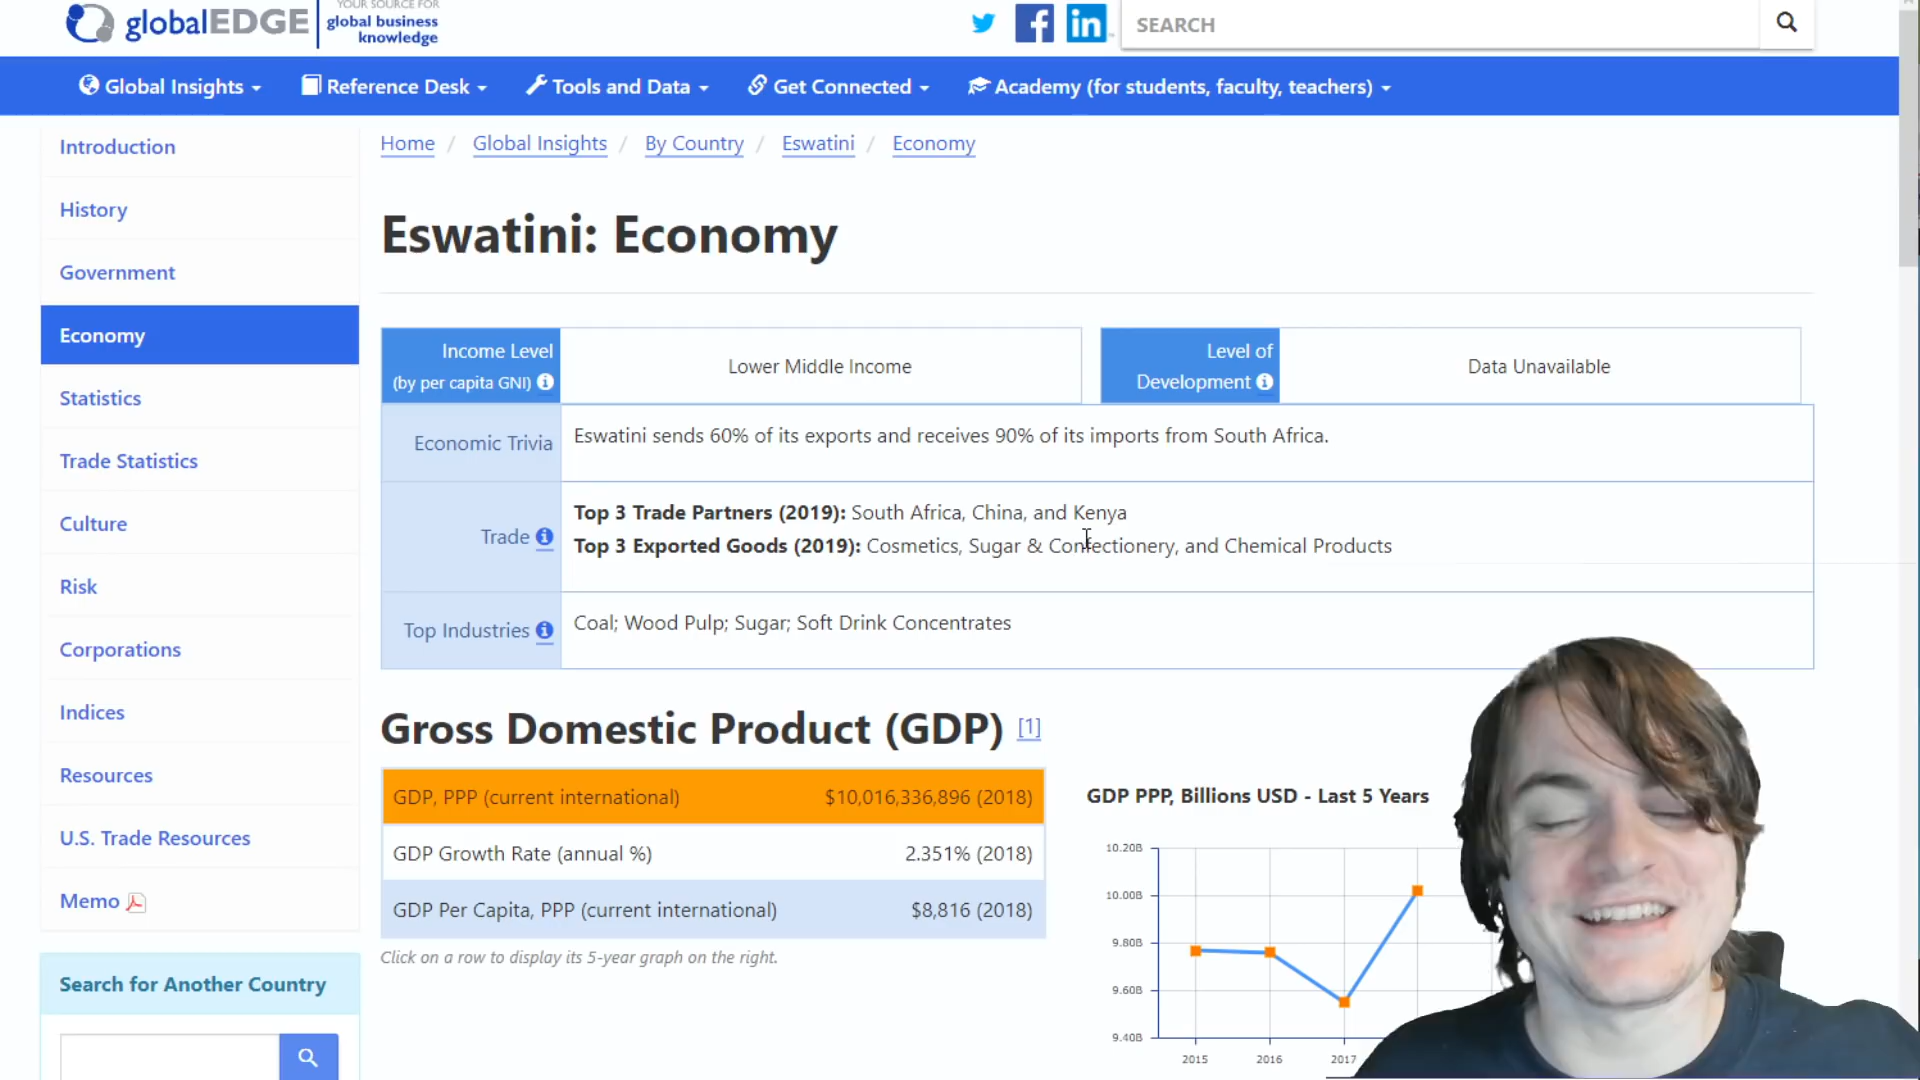 YOUR SOURCE FOR
globalEDGE
global business
knowledge
SEARCH
Global Insights
Reference Desk
Tools and Data
Get Connected
Academy (for students, faculty, teachers)
Introduction
History
Government
Economy
Statistics
Trade Statistics
Culture
Risk
Corporations
Indices
Resources
U.S. Trade Resources
Memo
Search for Another Country
Home / Global Insights / By Country / Eswatini / Economy
Eswatini: Economy
Income Level
(by per capita GNI)
Lower Middle Income
Level of
Development
Data Unavailable
Economic Trivia
Eswatini sends 60% of its exports and receives 90% of its imports from South Africa.
Trade
Top 3 Trade Partners (2019): South Africa, China, and Kenya
Top 3 Exported Goods (2019): Cosmetics, Sugar & Confectionery, and Chemical Products
Top Industries
Coal; Wood Pulp; Sugar; Soft Drink Concentrates
Gross Domestic Product (GDP) [1]
GDP, PPP (current international) $10,016,336,896 (2018)
GDP Growth Rate (annual %) 2.351% (2018)
GDP Per Capita, PPP (current international) $8,816 (2018)
Click on a row to display its 5-year graph on the right.
GDP PPP, Billions USD - Last 5 Years
10.20B
10.00B
9.80B
9.60B
9.40B
2015 2016 2017